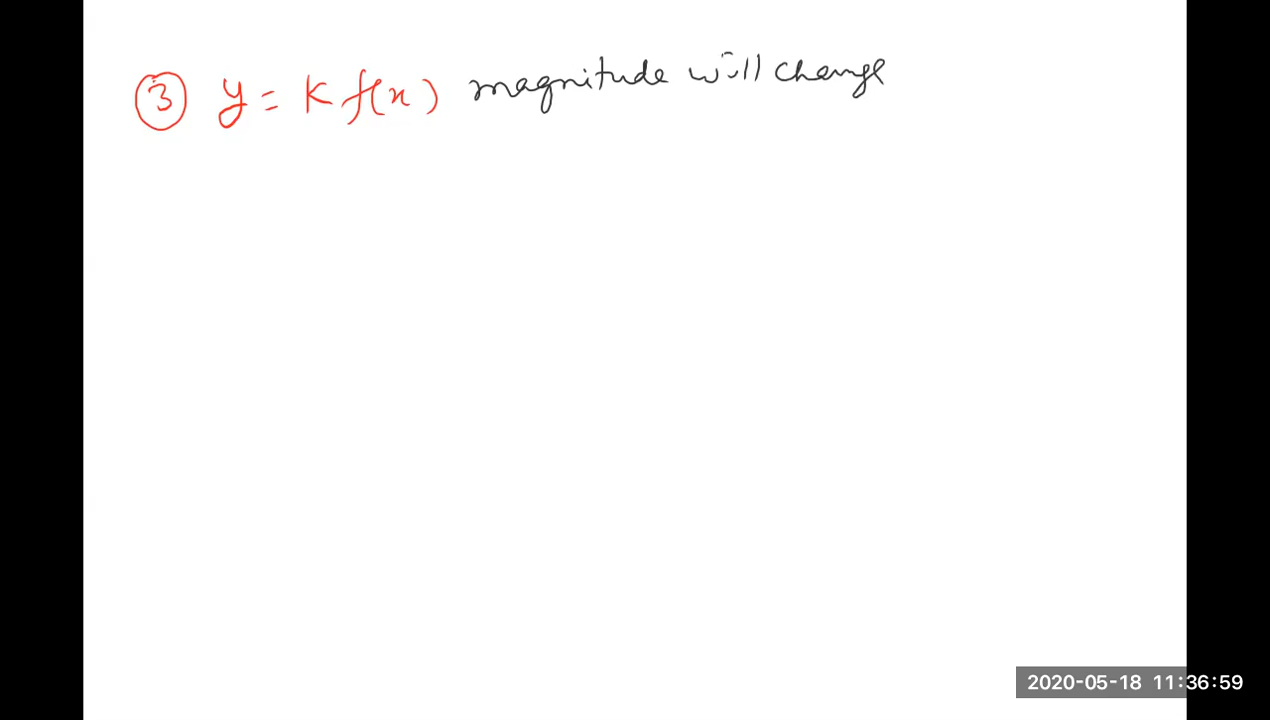 ③ y = K f(x) magnitude will change
2020-05-18 11:36:59